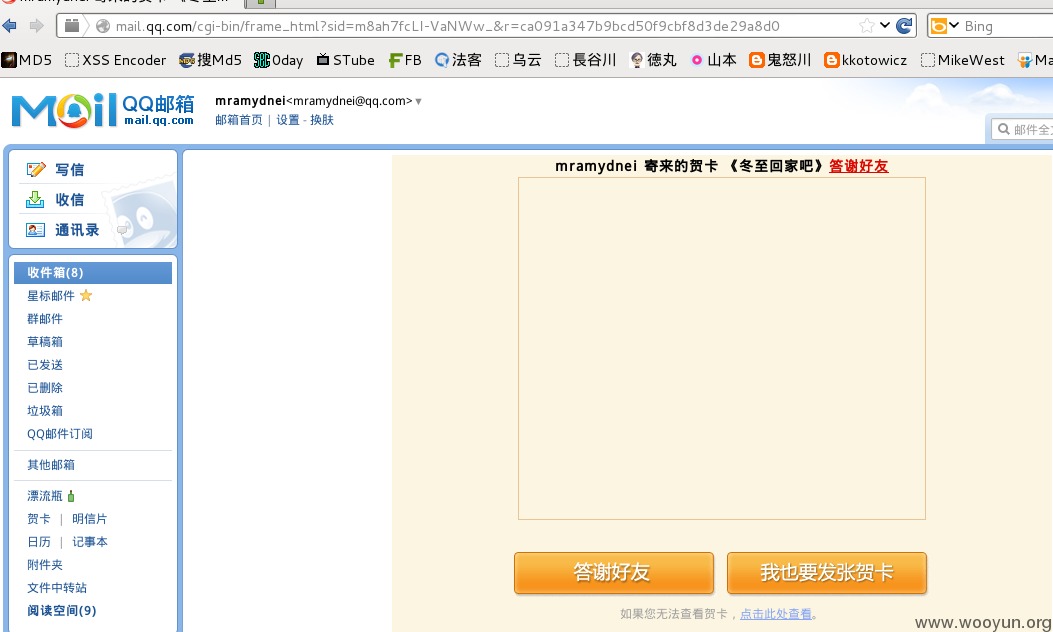 mail.qq.com/cgi-bin/frame_html?sid=m8ah7fcLI-VaNWw_&r=ca091a347b9bcd50f9cbf8d3de29a8d0
Bing
MD5 XSS Encoder 搜Md5 0day STube FB 法客 乌云 長谷川 徳丸 山本 鬼怒川 kkotowicz MikeWest Ma
Mail QQ邮箱
mail.qq.com
mramydnei<mramydnei@qq.com>
邮箱首页 | 设置 - 换肤
邮件全文
写信
收信
通讯录
收件箱(8)
星标邮件
群邮件
草稿箱
已发送
已删除
垃圾箱
QQ邮件订阅
其他邮箱
漂流瓶
贺卡 | 明信片
日历 | 记事本
附件夹
文件中转站
阅读空间(9)
mramydnei 寄来的贺卡 《冬至回家吧》答谢好友
答谢好友
我也要发张贺卡
如果您无法查看贺卡，点击此处查看。
www.wooyun.org